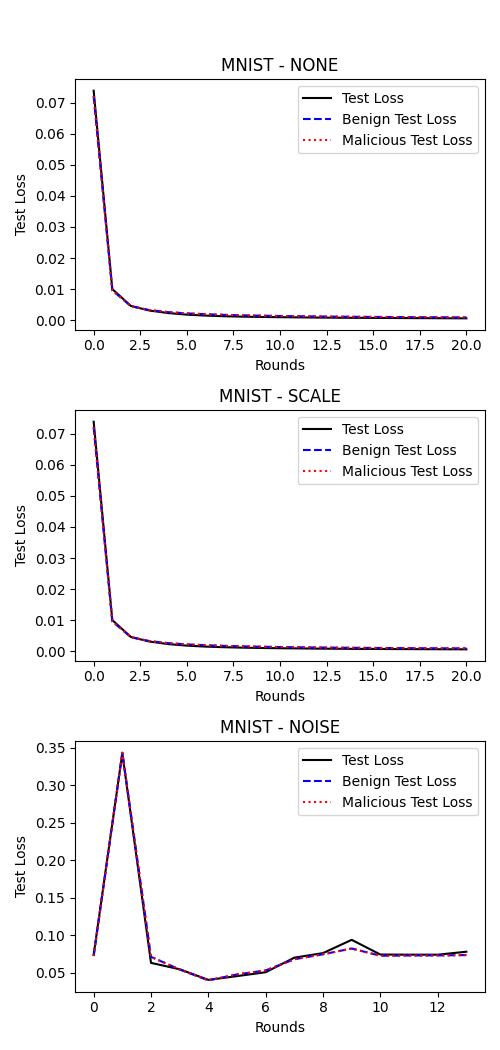 MNIST - NONE
Test Loss
0.07
0.06
0.05
0.04
0.03
0.02
0.01
0.00
Test Loss
Benign Test Loss
Malicious Test Loss
0.0 2.5 5.0 7.5 10.0 12.5 15.0 17.5 20.0
Rounds
MNIST - SCALE
Test Loss
0.07
0.06
0.05
0.04
0.03
0.02
0.01
0.00
Test Loss
Benign Test Loss
Malicious Test Loss
0.0 2.5 5.0 7.5 10.0 12.5 15.0 17.5 20.0
Rounds
MNIST - NOISE
Test Loss
0.35
0.30
0.25
0.20
0.15
0.10
0.05
Test Loss
Benign Test Loss
Malicious Test Loss
0 2 4 6 8 10 12
Rounds